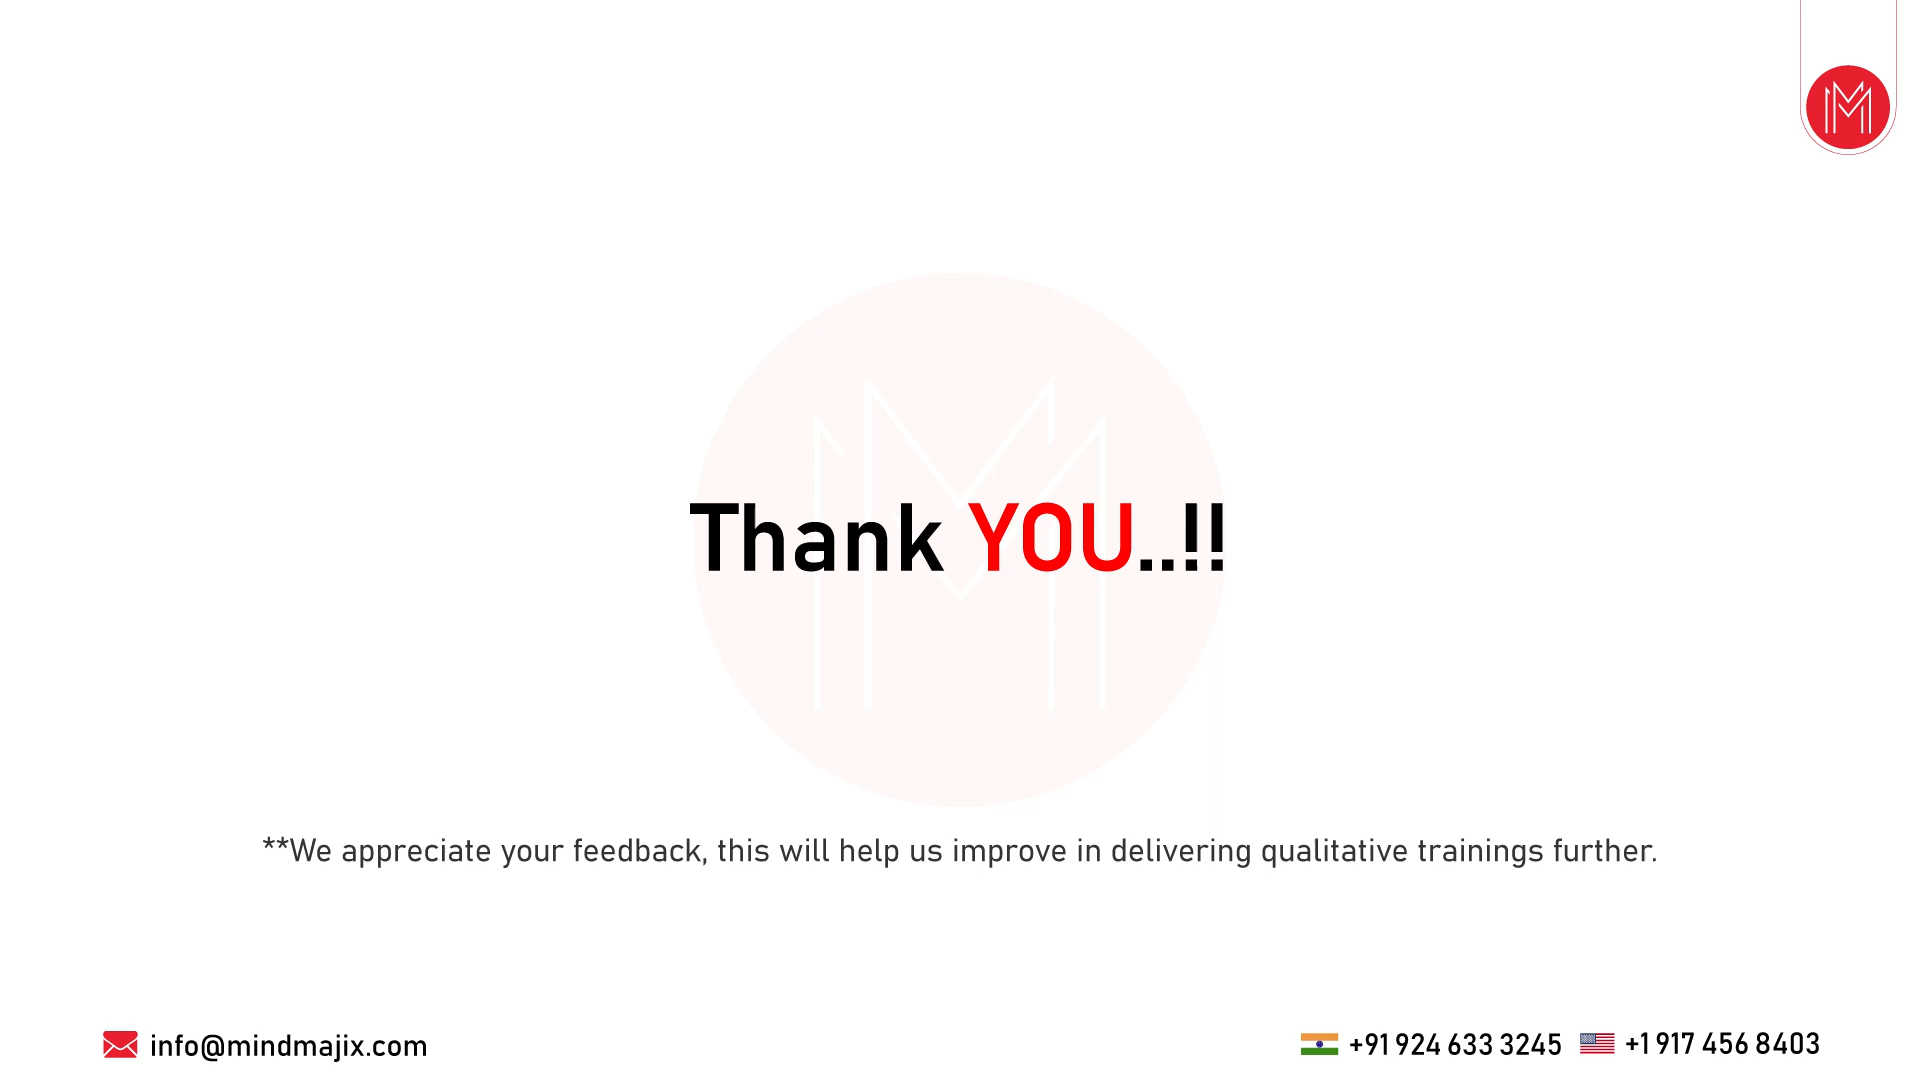 Thank YOU..!!
**We appreciate your feedback, this will help us improve in delivering qualitative trainings further.
info@mindmajix.com
+91 924 633 3245
+1 917 456 8403